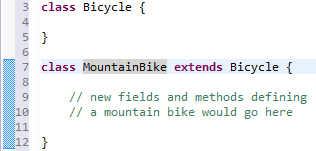 3 class Bicycle {
4
5 }
6
7 class MountainBike extends Bicycle {
8
9 // new fields and methods defining
10 // a mountain bike would go here
11
12 }